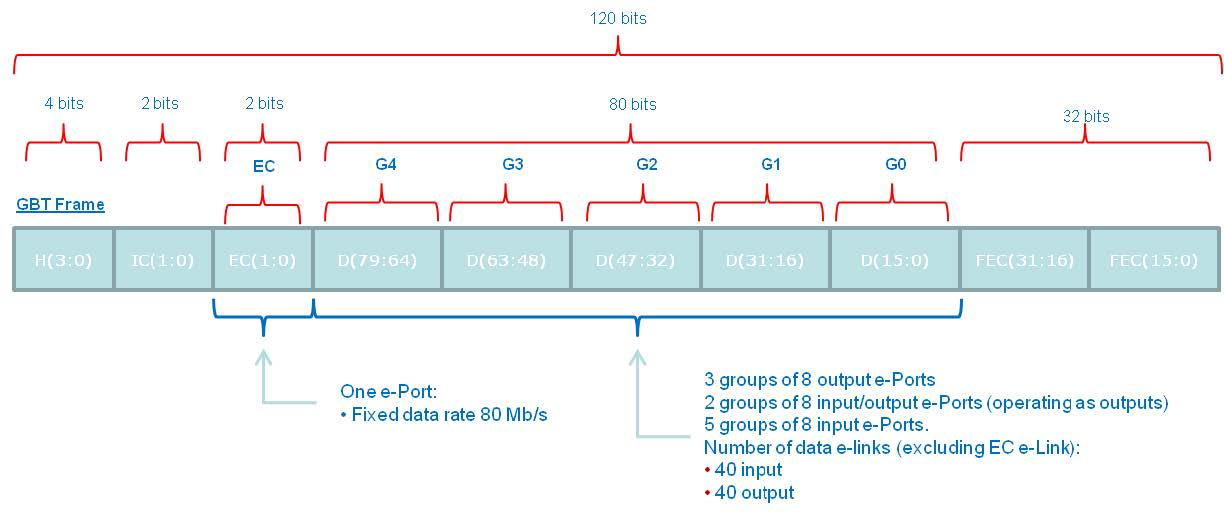 120 bits
4 bits 2 bits 2 bits 80 bits 32 bits
EC G4 G3 G2 G1 G0
GBT Frame
H(3:0) IC(1:0) EC(1:0) D(79:64) D(63:48) D(47:32) D(31:16) D(15:0) FEC(31:16) FEC(15:0)
One e-Port:
• Fixed data rate 80 Mb/s
3 groups of 8 output e-Ports
2 groups of 8 input/output e-Ports (operating as outputs)
5 groups of 8 input e-Ports.
Number of data e-links (excluding EC e-Link):
• 40 input
• 40 output